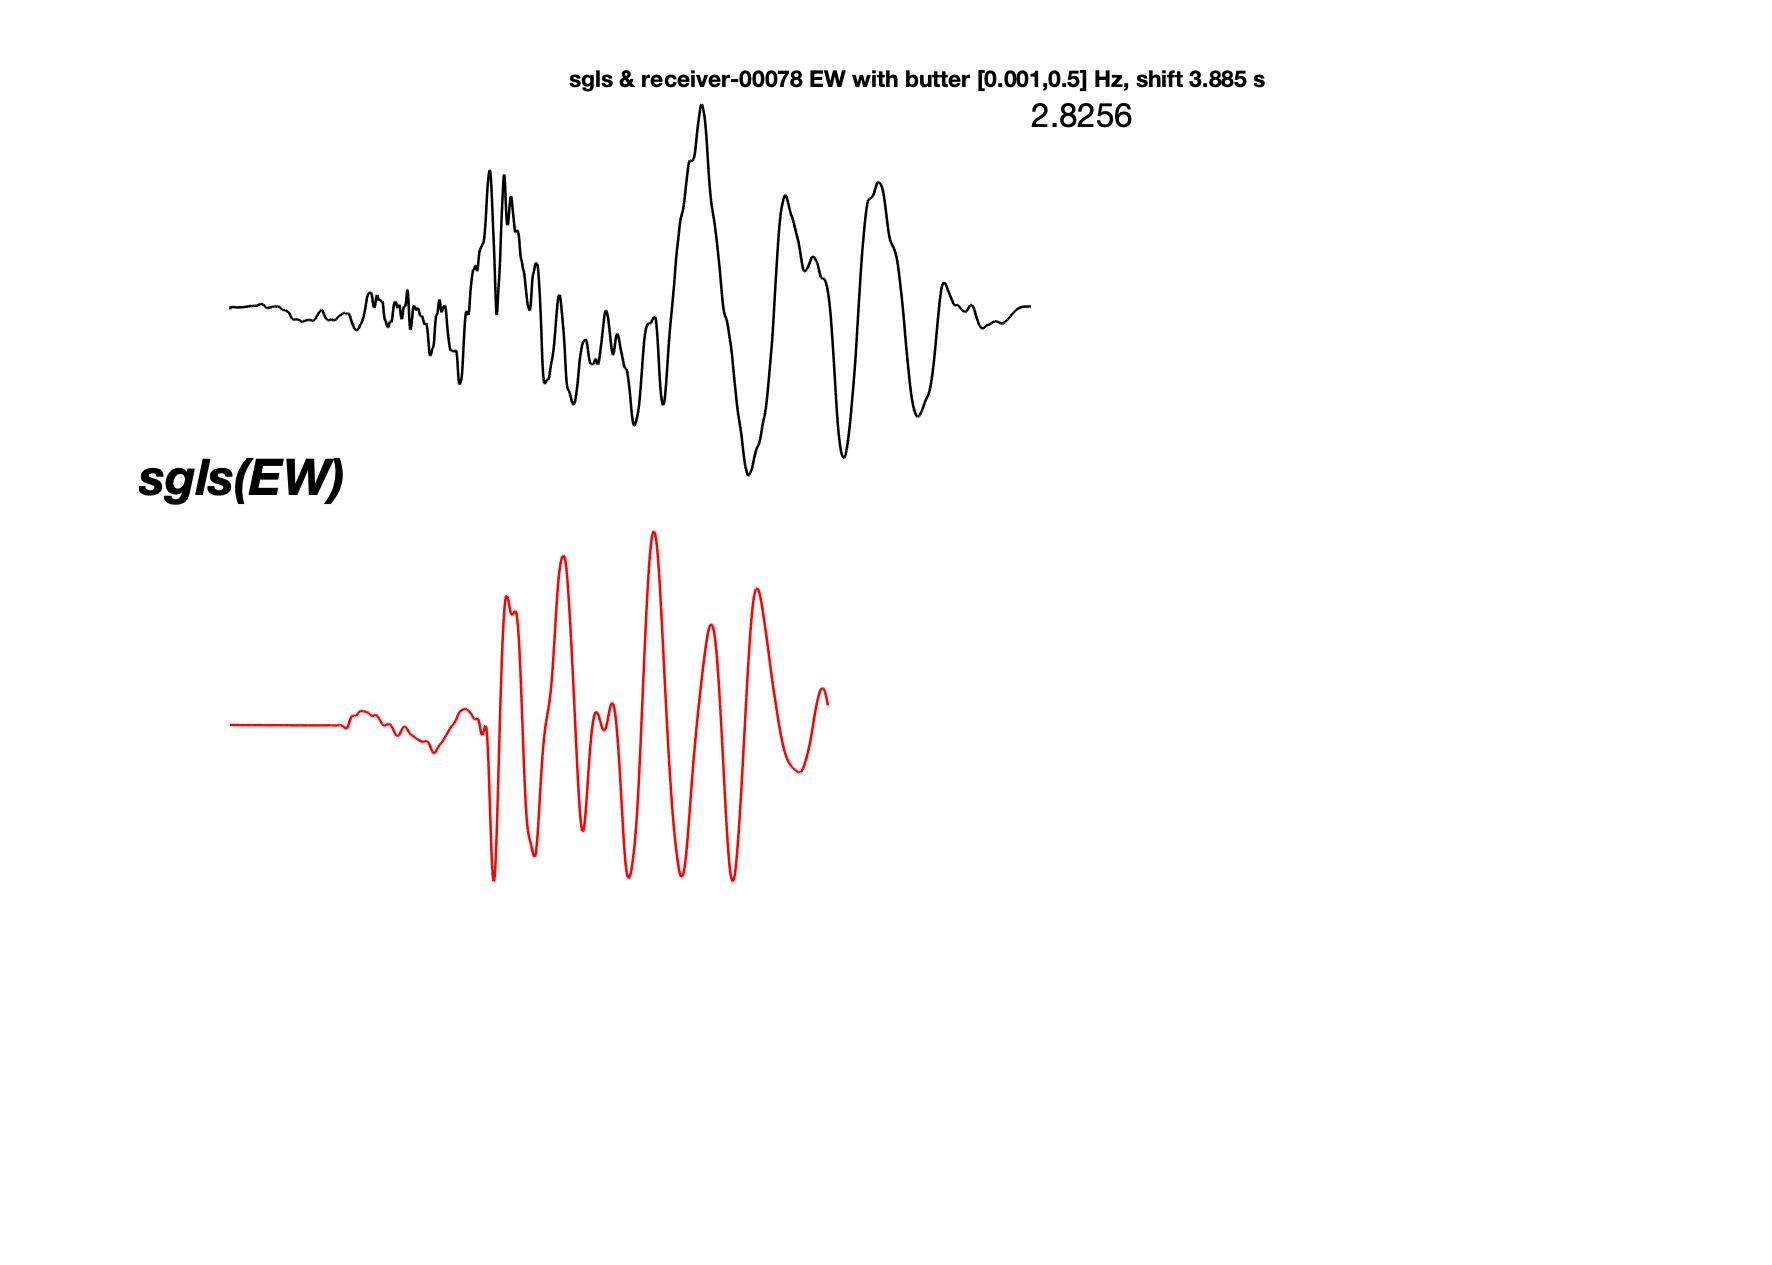 sgls & receiver-00078 EW with butter [0.001,0.5] Hz, shift 3.885 s
2.8256
sgls(EW)